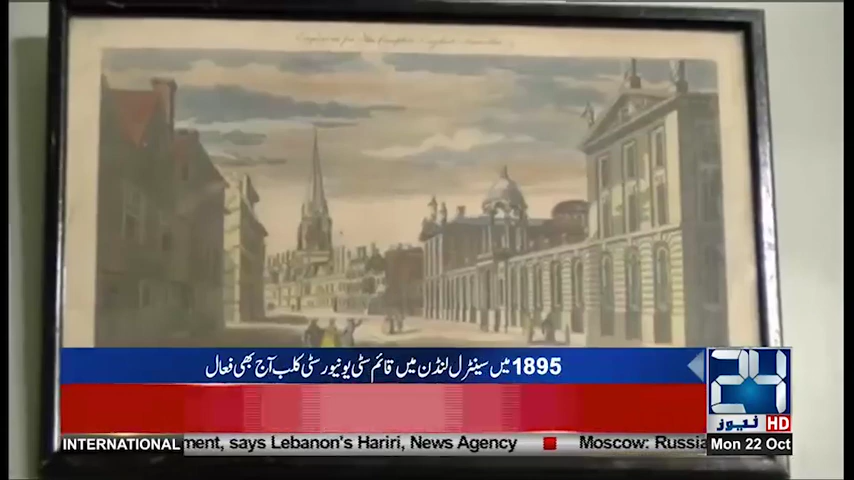 1895 میں سینٹرل لنڈن میں قائم سٹی یونیورسٹی کلب آج بھی فعال
24
نیوز HD
INTERNATIONAL ment, says Lebanon's Hariri, News Agency Moscow: Russia Mon 22 Oct